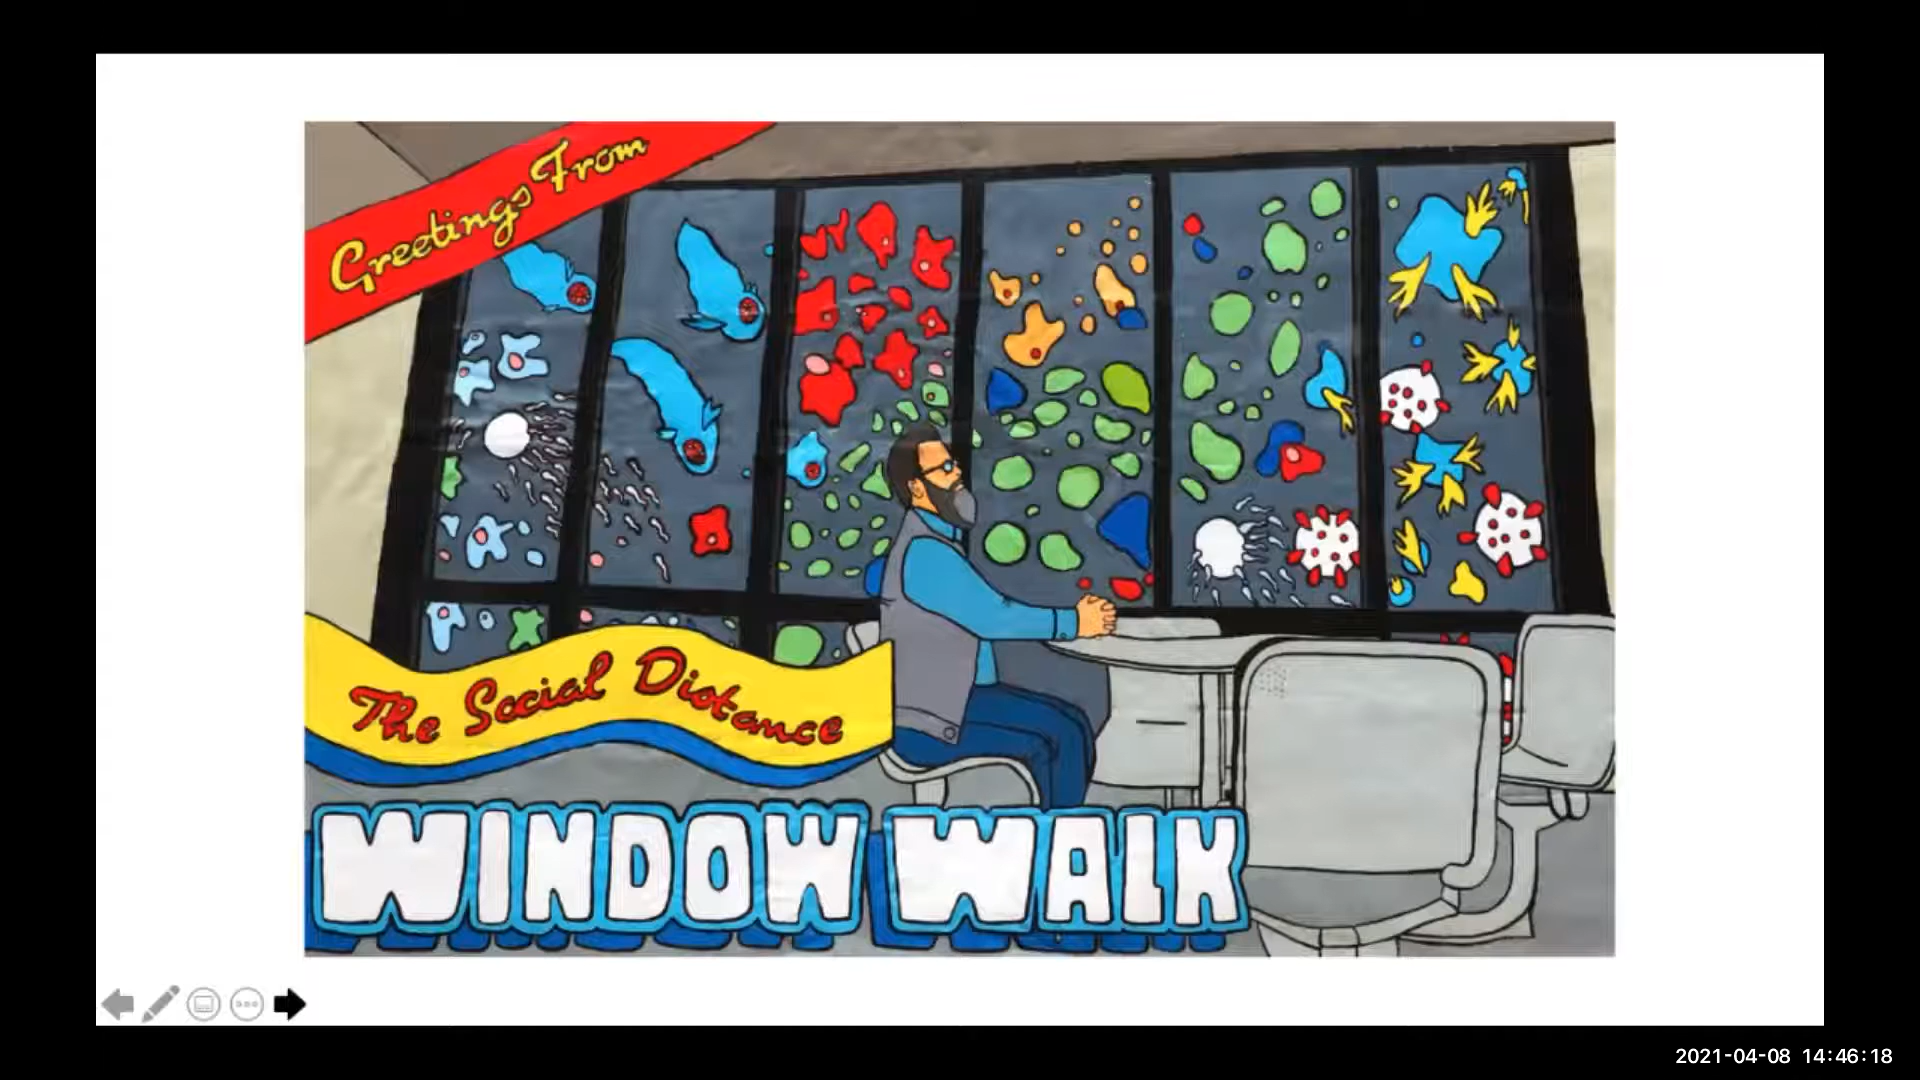 Greetings From
The Social Distance
WINDOW WALK
2021-04-08 14:46:18